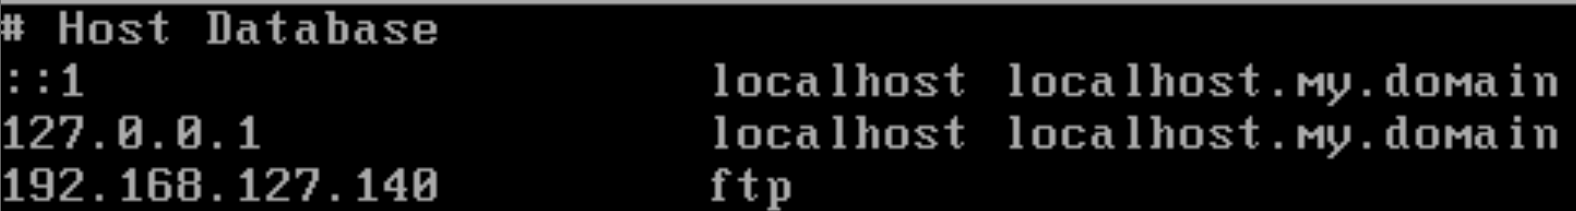 # Host Database
::1 localhost localhost.my.domain
127.0.0.1 localhost localhost.my.domain
192.168.127.140 ftp